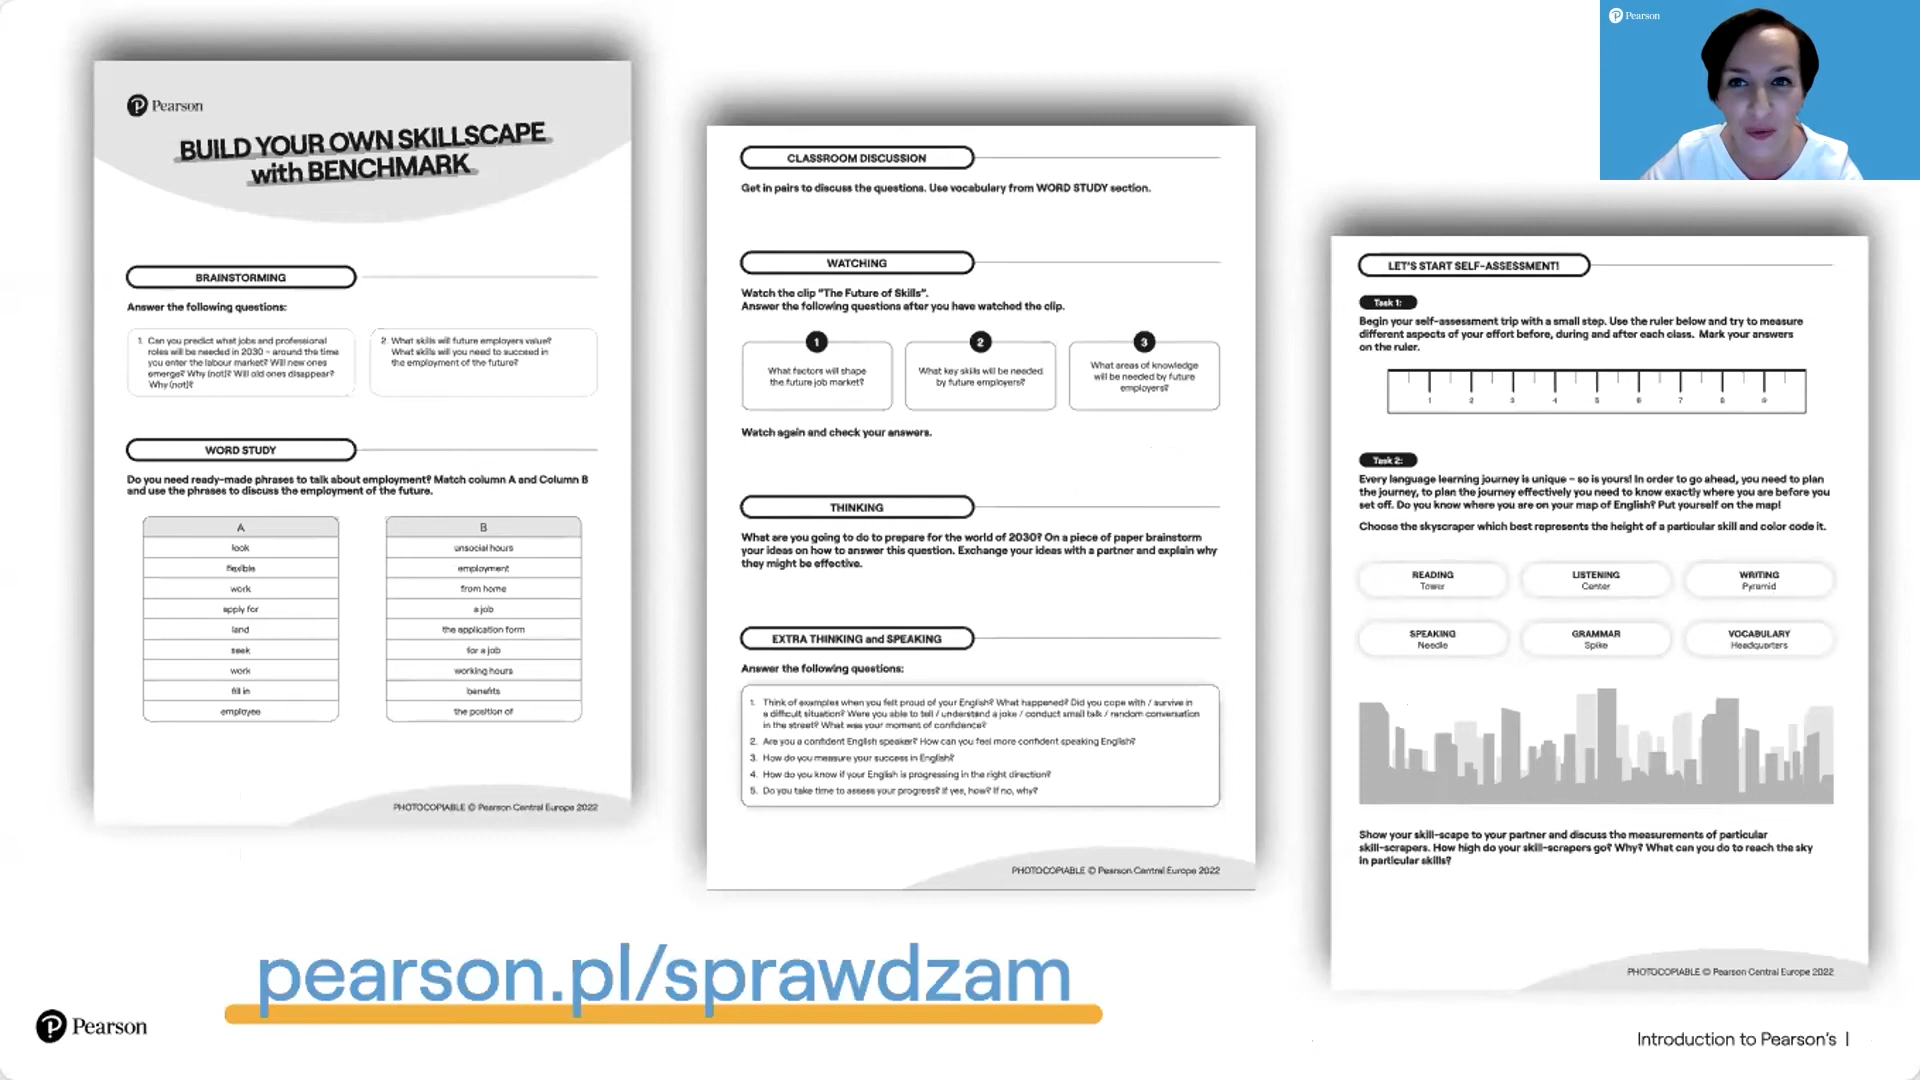 Pearson
BUILD YOUR OWN SKILLSCAPE
with BENCHMARK
BRAINSTORMING
Answer the following questions:
1. Can you predict what jobs and professional
roles will be needed in 2030 – around the time
you enter the labour market? Will new ones
emerge? Why (not)? Will old ones disappear?
Why (not)?
2. What skills will future employers value?
What skills will you need to succeed in
the employment of the future?
WORD STUDY
Do you need ready-made phrases to talk about employment? Match column A and Column B
and use the phrases to discuss the employment of the future.
A
look
flexible
work
apply for
land
seek
work
fill in
employee
B
unsocial hours
employment
from home
a job
the application form
for a job
working hours
benefits
the position of
PHOTOCOPIABLE © Pearson Central Europe 2022
CLASSROOM DISCUSSION
Get in pairs to discuss the questions. Use vocabulary from WORD STUDY section.
WATCHING
Watch the clip “The Future of Skills”.
Answer the following questions after you have watched the clip.
1
What factors will shape
the future job market?
2
What key skills will be needed
by future employers?
3
What areas of knowledge
will be needed by future
employers?
Watch again and check your answers.
THINKING
What are you going to do to prepare for the world of 2030? On a piece of paper brainstorm
your ideas on how to answer this question. Exchange your ideas with a partner and explain why
they might be effective.
EXTRA THINKING and SPEAKING
Answer the following questions:
1. Think of examples when you felt proud of your English? What happened? Did you cope with / survive in
a difficult situation? Were you able to tell / understand a joke / conduct small talk / random conversation
in the street? What was your moment of confidence?
2. Are you a confident English speaker? How can you feel more confident speaking English?
3. How do you measure your success in English?
4. How do you know if your English is progressing in the right direction?
5. Do you take time to assess your progress? If yes, how? If no, why?
PHOTOCOPIABLE © Pearson Central Europe 2022
Pearson
LET'S START SELF-ASSESSMENT!
Task 1:
Begin your self-assessment trip with a small step. Use the ruler below and try to measure
different aspects of your effort before, during and after each class. Mark your answers
on the ruler.
1 2 3 4 5 6 7 8 9
Task 2:
Every language learning journey is unique – so is yours! In order to go ahead, you need to plan
the journey, to plan the journey effectively you need to know exactly where you are before you
set off. Do you know where you are on your map of English? Put yourself on the map!
Choose the skyscraper which best represents the height of a particular skill and color code it.
READING
Tower
LISTENING
Center
WRITING
Pyramid
SPEAKING
Needle
GRAMMAR
Spike
VOCABULARY
Headquarters
Show your skill-scape to your partner and discuss the measurements of particular
skill-scrapers. How high do your skill-scrapers go? Why? What can you do to reach the sky
in particular skills?
PHOTOCOPIABLE © Pearson Central Europe 2022
pearson.pl/sprawdzam
Pearson
Introduction to Pearson's |